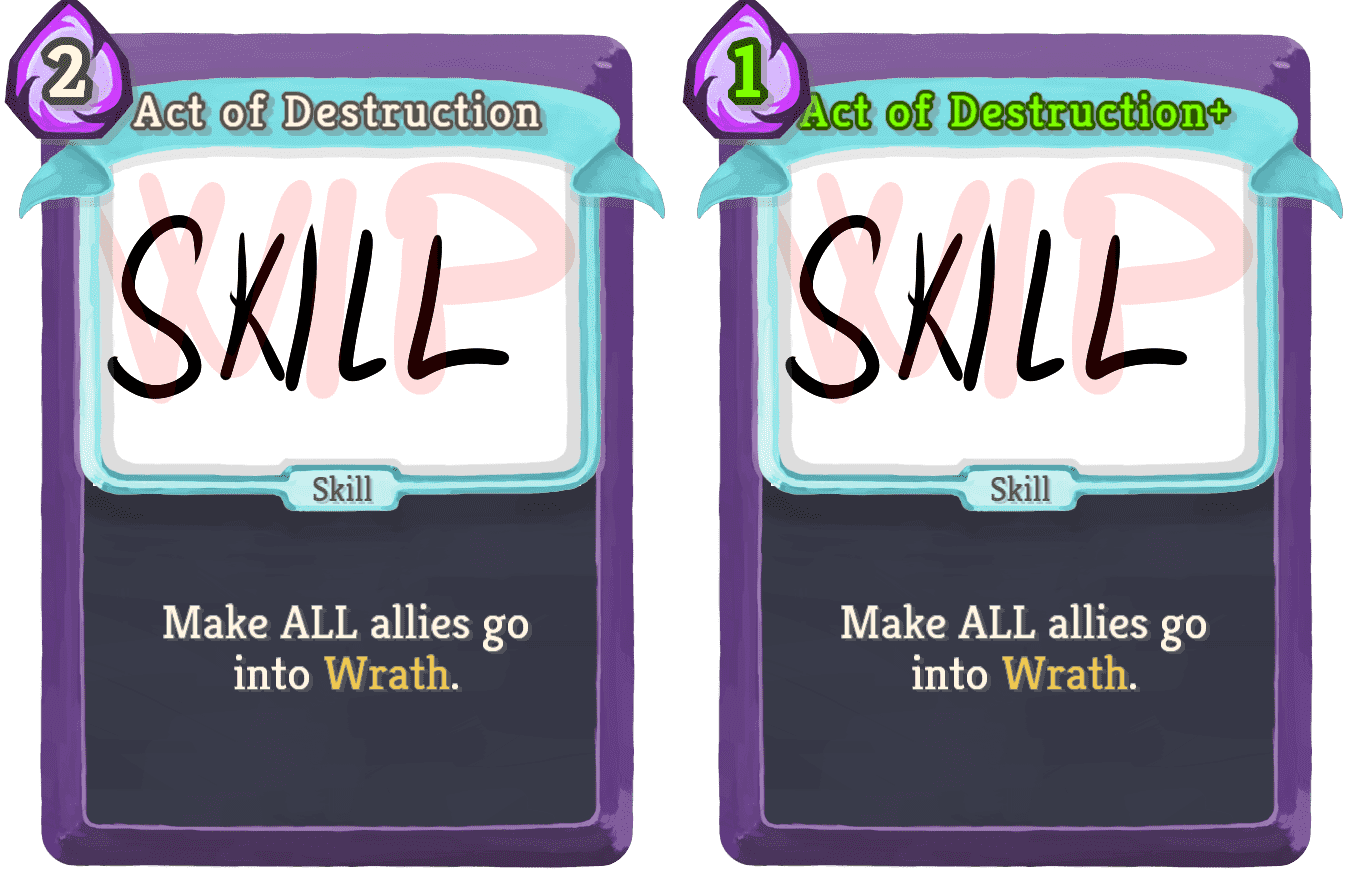 2
Act of Destruction
WIP
SKILL
Skill
Make ALL allies go
into Wrath.
1
Act of Destruction+
WIP
SKILL
Skill
Make ALL allies go
into Wrath.